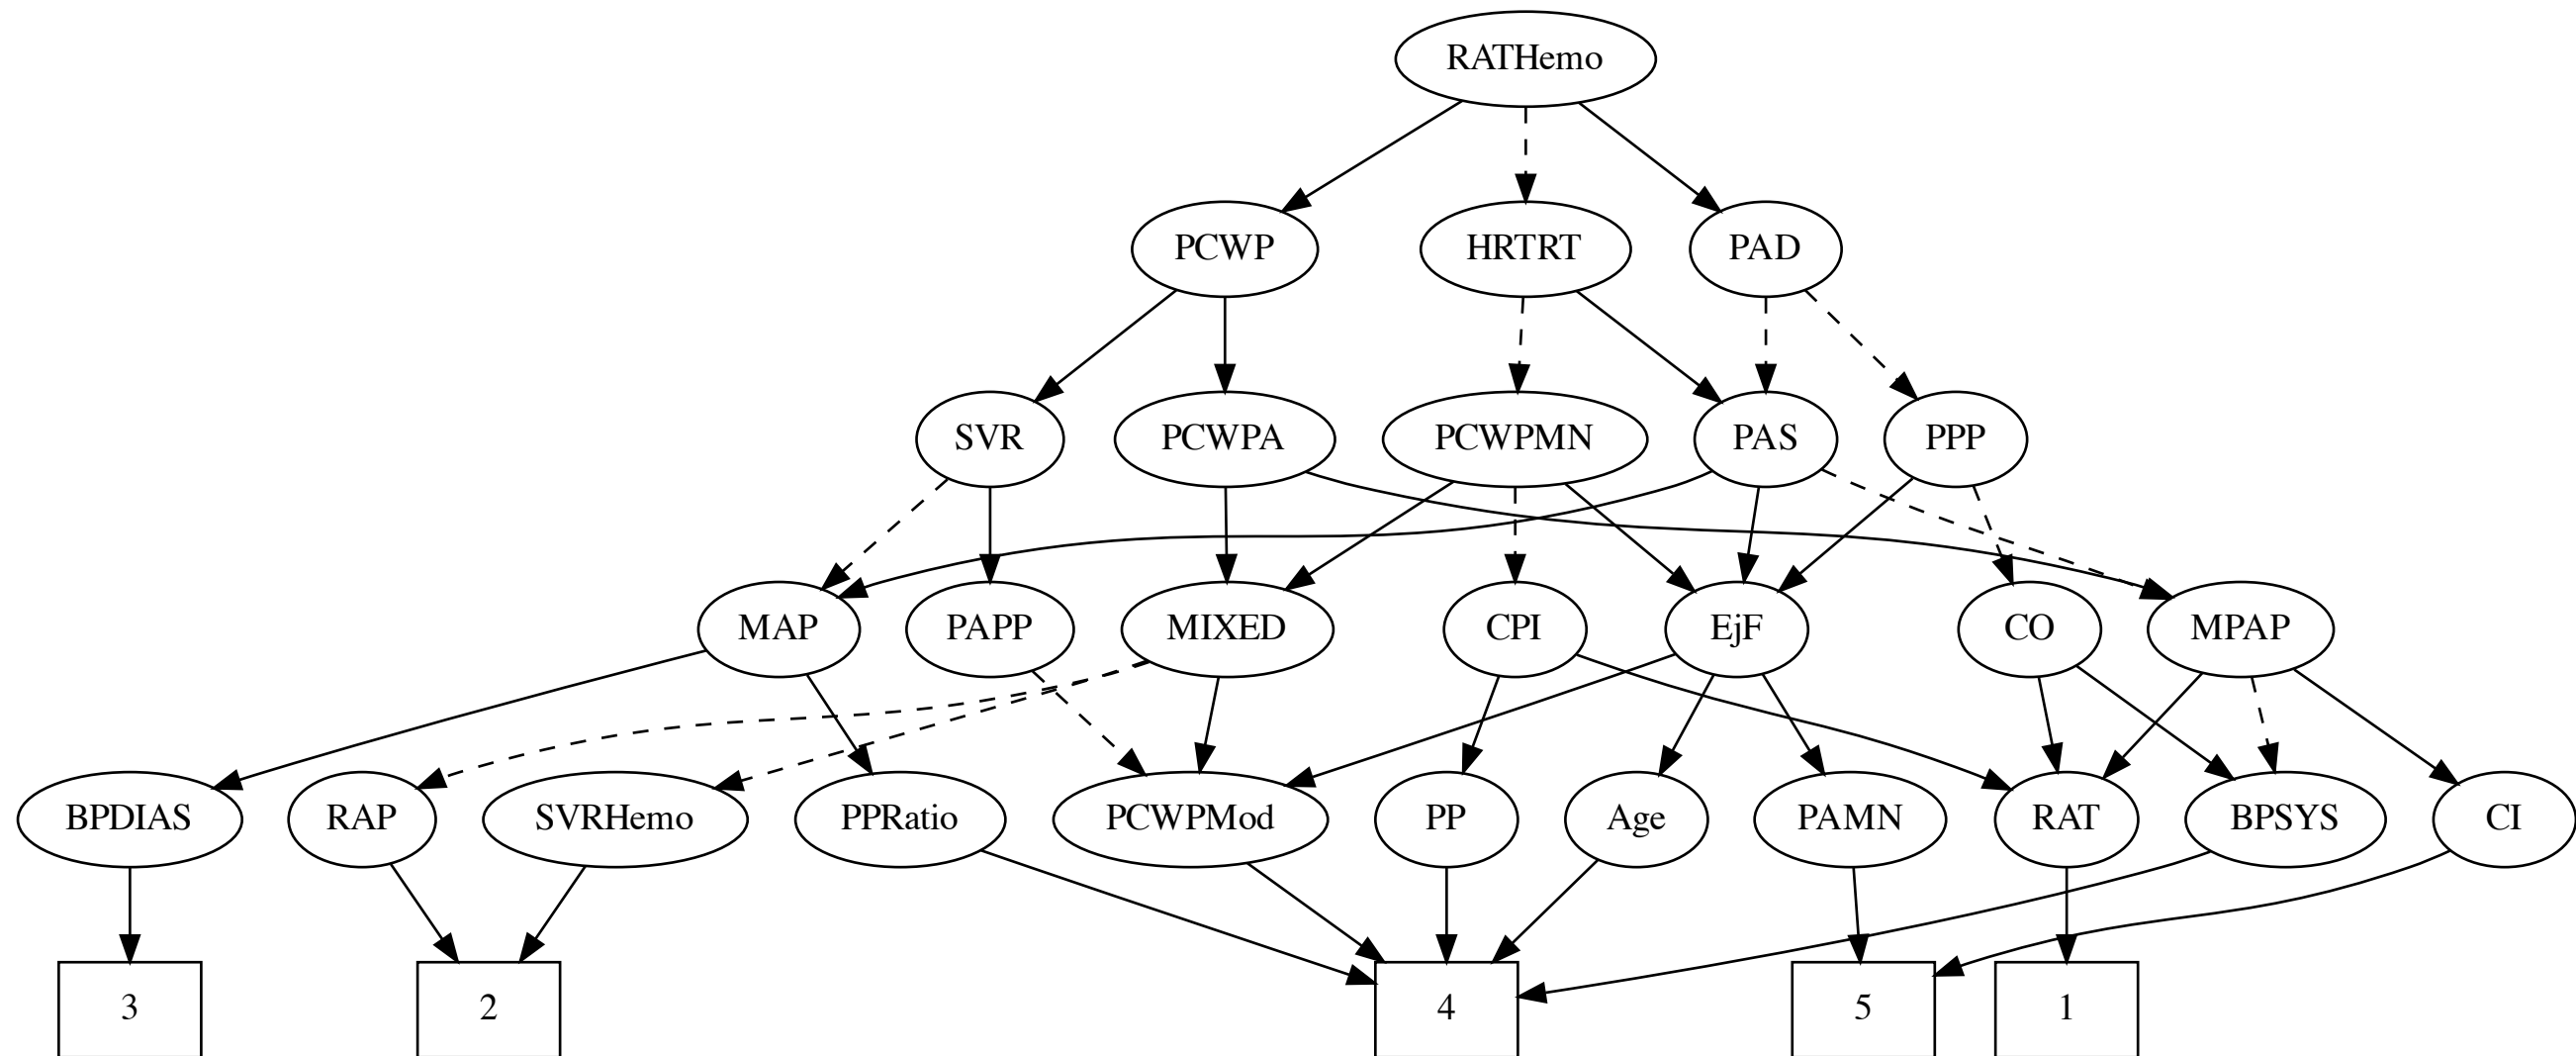 RATHemo
PCWP
HRTRT
PAD
SVR
PCWPA
PCWPMN
PAS
PPP
MAP
PAPP
MIXED
CPI
EjF
CO
MPAP
BPDIAS
RAP
SVRHemo
PPRatio
PCWPMod
PP
Age
PAMN
RAT
BPSYS
CI
3
2
4
5
1